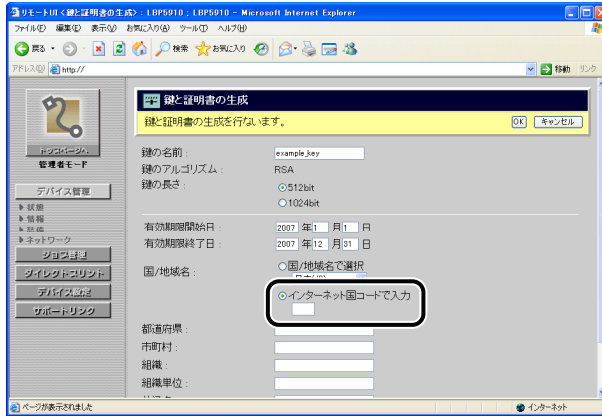 リモートUI <鍵と証明書の生成> : LBP5910 ; LBP5910 - Microsoft Internet Explorer
ファイル(F) 編集(E) 表示(V) お気に入り(A) ツール(T) ヘルプ(H)
戻る 検索 お気に入り
アドレス(D) http:// 移動 リンク
トップページへ
管理者モード
デバイス管理
状態
情報
ネットワーク
ジョブ管理
ダイレクトプリント
デバイス設定
サポートリンク
鍵と証明書の生成
鍵と証明書の生成を行ないます。 OK キャンセル
鍵の名前 : example_key
鍵のアルゴリズム : RSA
鍵の長さ : 512bit
1024bit
有効期限開始日 : 2007 年 1 月 1 日
有効期限終了日 : 2007 年 12 月 31 日
国/地域名 : 国/地域名で選択
インターネット国コードで入力
都道府県 :
市町村 :
組織 :
組織単位 :
ページが表示されました インターネット